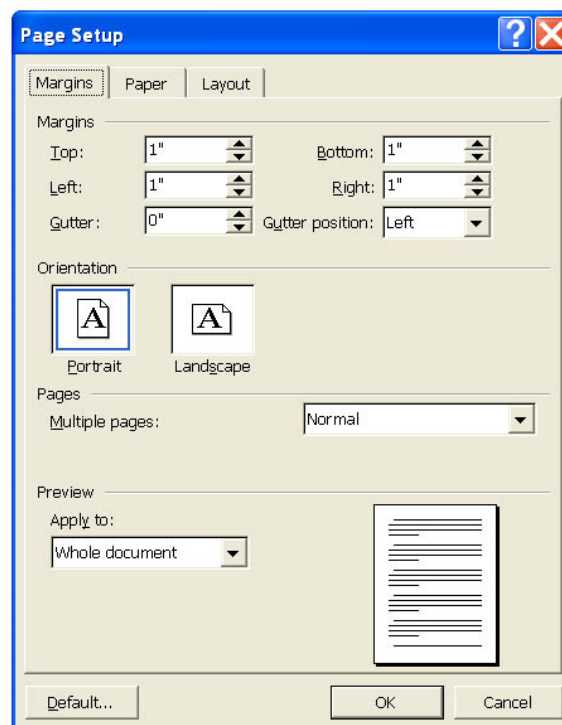 Page Setup
Margins Paper Layout
Margins
Top: 1" Bottom: 1"
Left: 1" Right: 1"
Gutter: 0" Gutter position: Left
Orientation
A A
Portrait Landscape
Pages
Multiple pages: Normal
Preview
Apply to:
Whole document
Default... OK Cancel